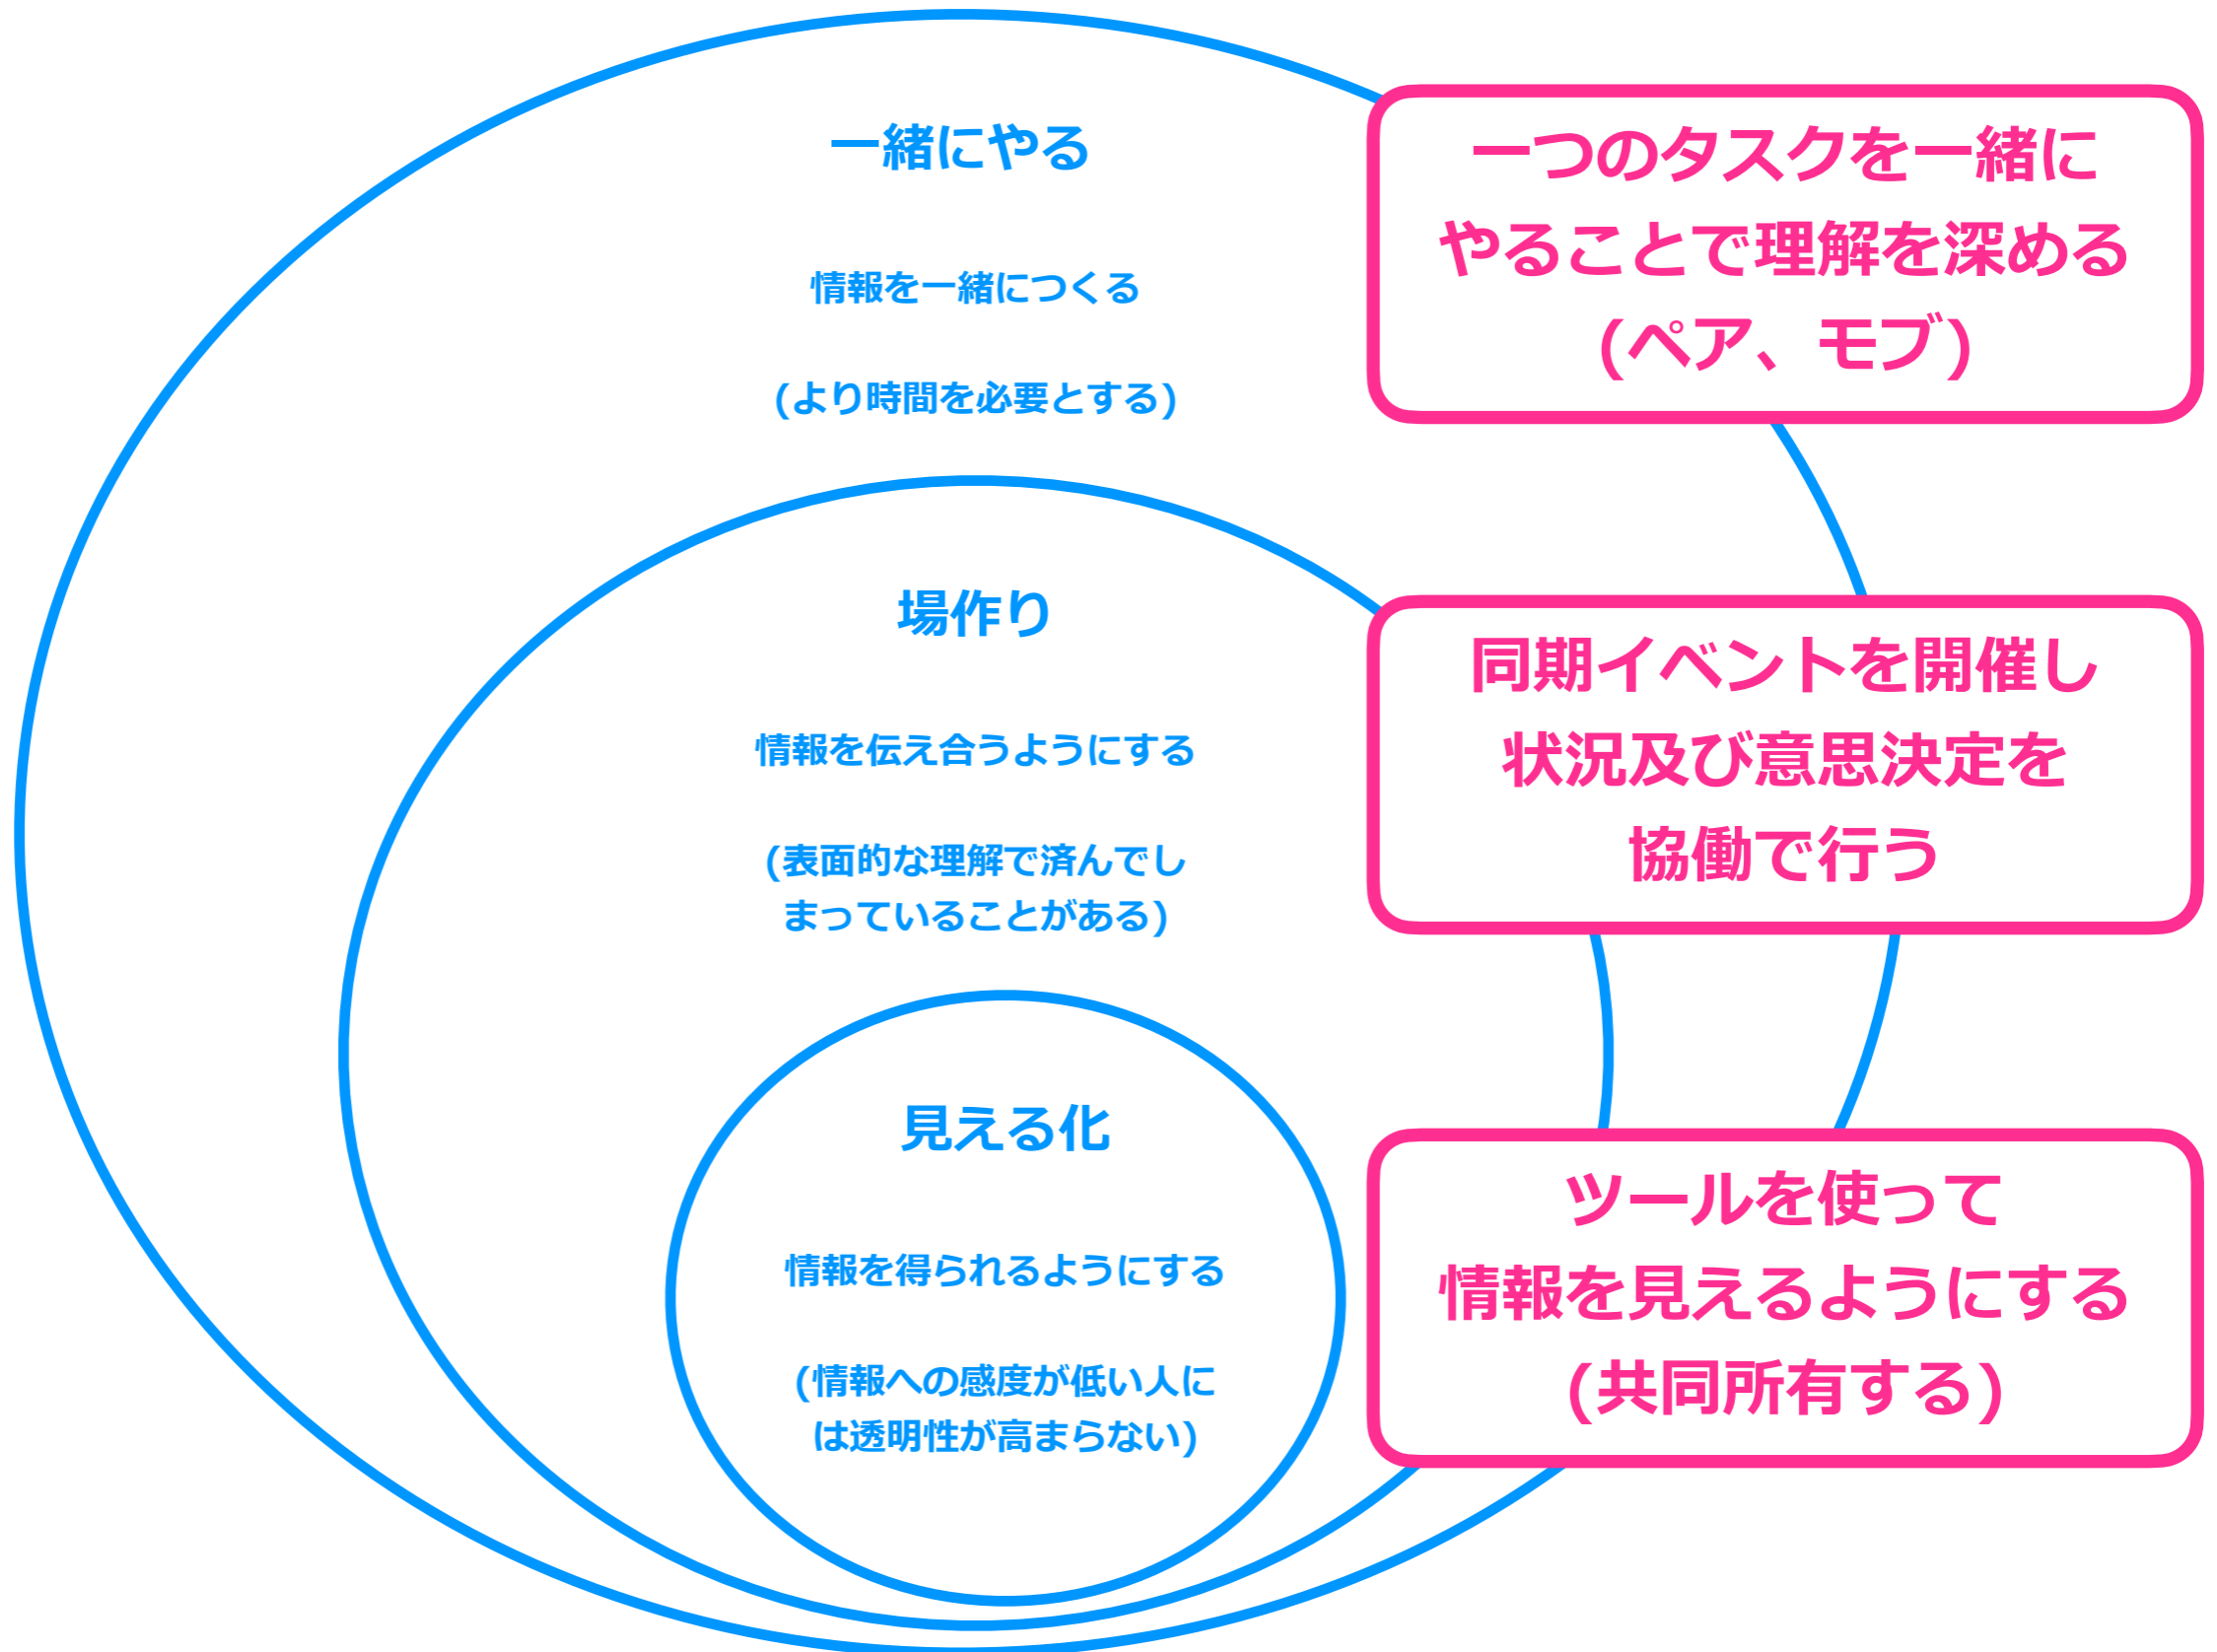 一緒にやる
情報を一緒につくる
(より時間を必要とする)
一つのタスクを一緒に
やることで理解を深める
(ペア、モブ)
場作り
情報を伝え合うようにする
(表面的な理解で済んでし
まっていることがある)
同期イベントを開催し
状況及び意思決定を
協働で行う
見える化
情報を得られるようにする
(情報への感度が低い人に
は透明性が高まらない)
ツールを使って
情報を見えるようにする
(共同所有する)